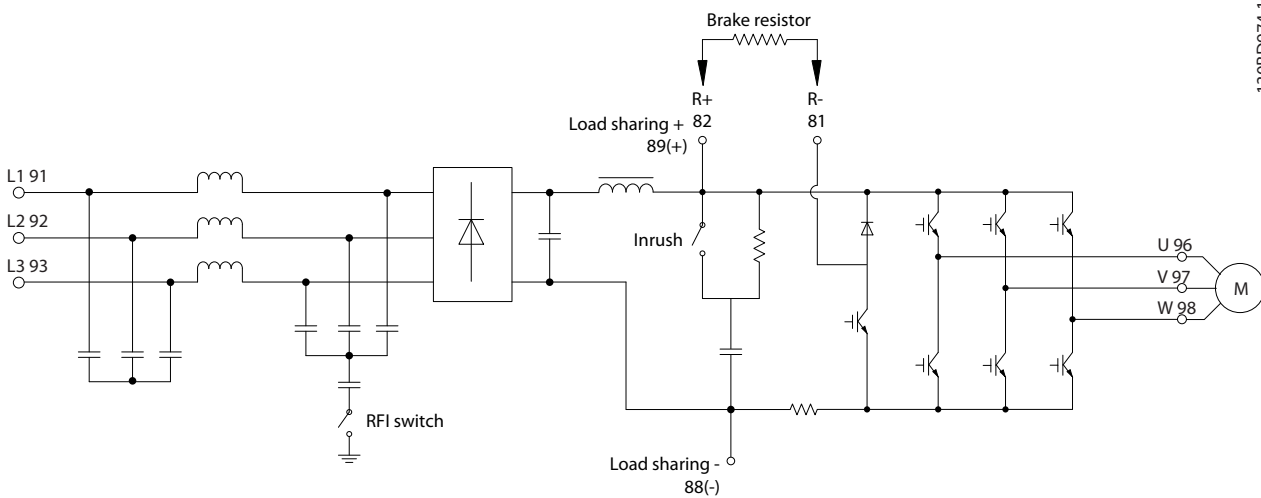 Brake resistor
R+
82
R-
81
Load sharing +
89(+)
L1 91
L2 92
L3 93
Inrush
U 96
V 97
W 98
M
RFI switch
Load sharing -
88(-)